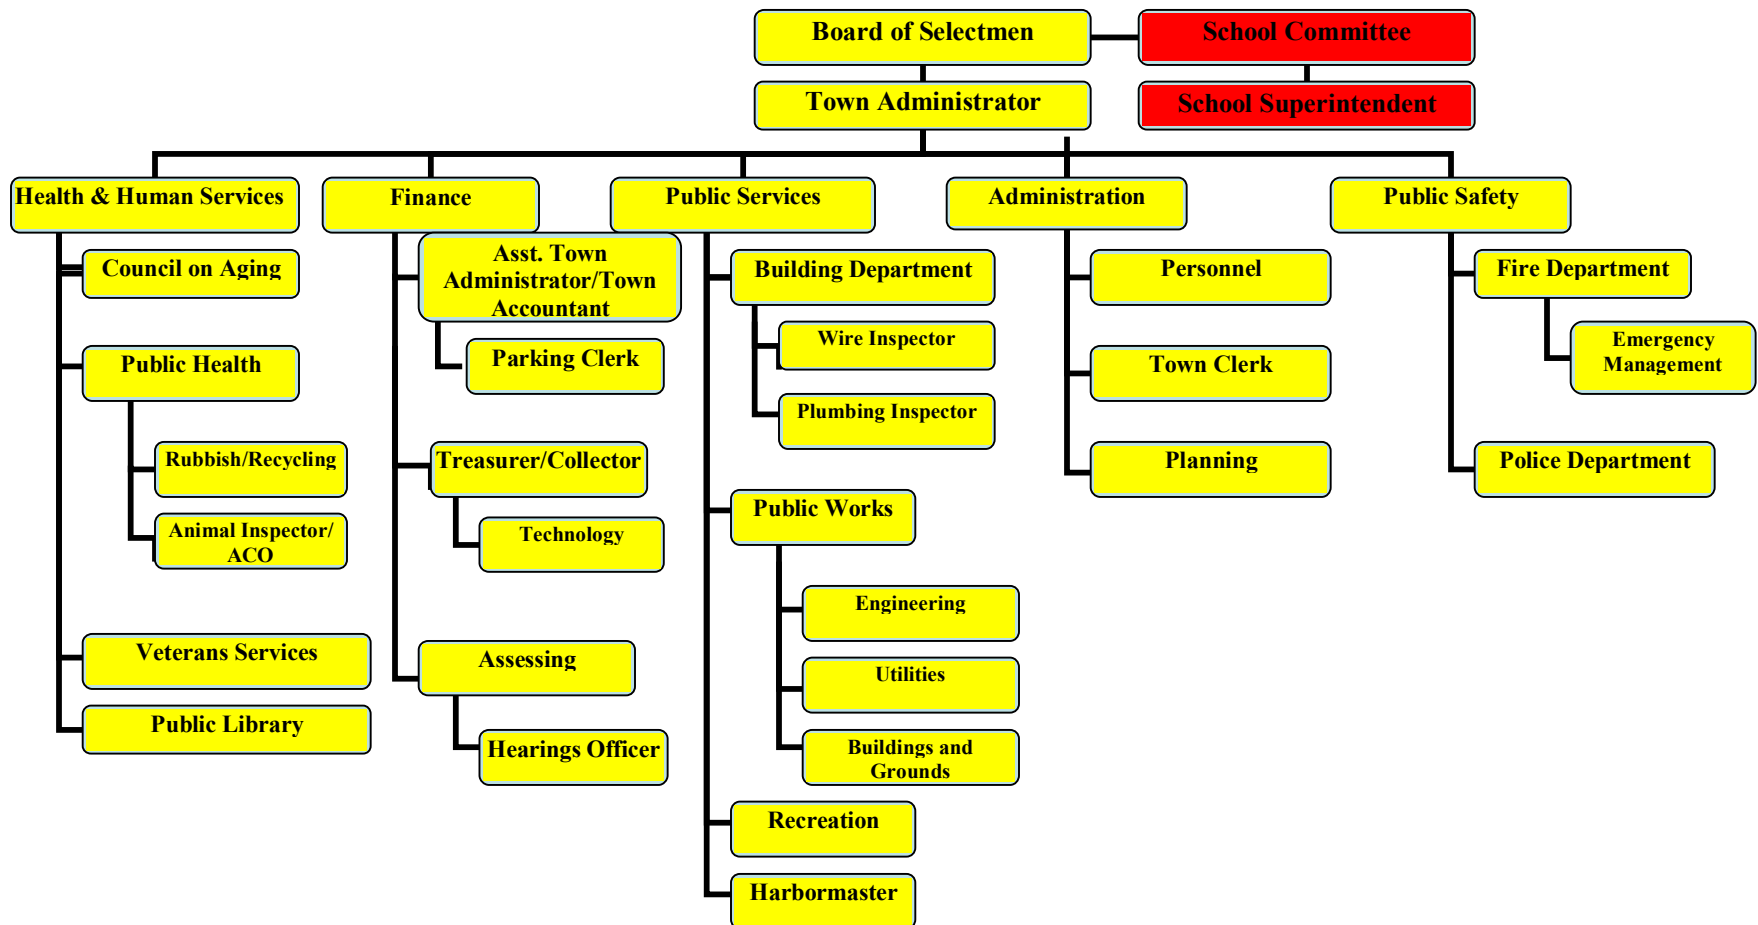 Board of Selectmen
School Committee
Town Administrator
School Superintendent
Health & Human Services
Finance
Public Services
Administration
Public Safety
Council on Aging
Public Health
Rubbish/Recycling
Animal Inspector/
ACO
Veterans Services
Public Library
Asst. Town
Administrator/Town
Accountant
Parking Clerk
Treasurer/Collector
Technology
Assessing
Hearings Officer
Building Department
Wire Inspector
Plumbing Inspector
Public Works
Engineering
Utilities
Buildings and
Grounds
Recreation
Harbormaster
Personnel
Town Clerk
Planning
Fire Department
Emergency
Management
Police Department